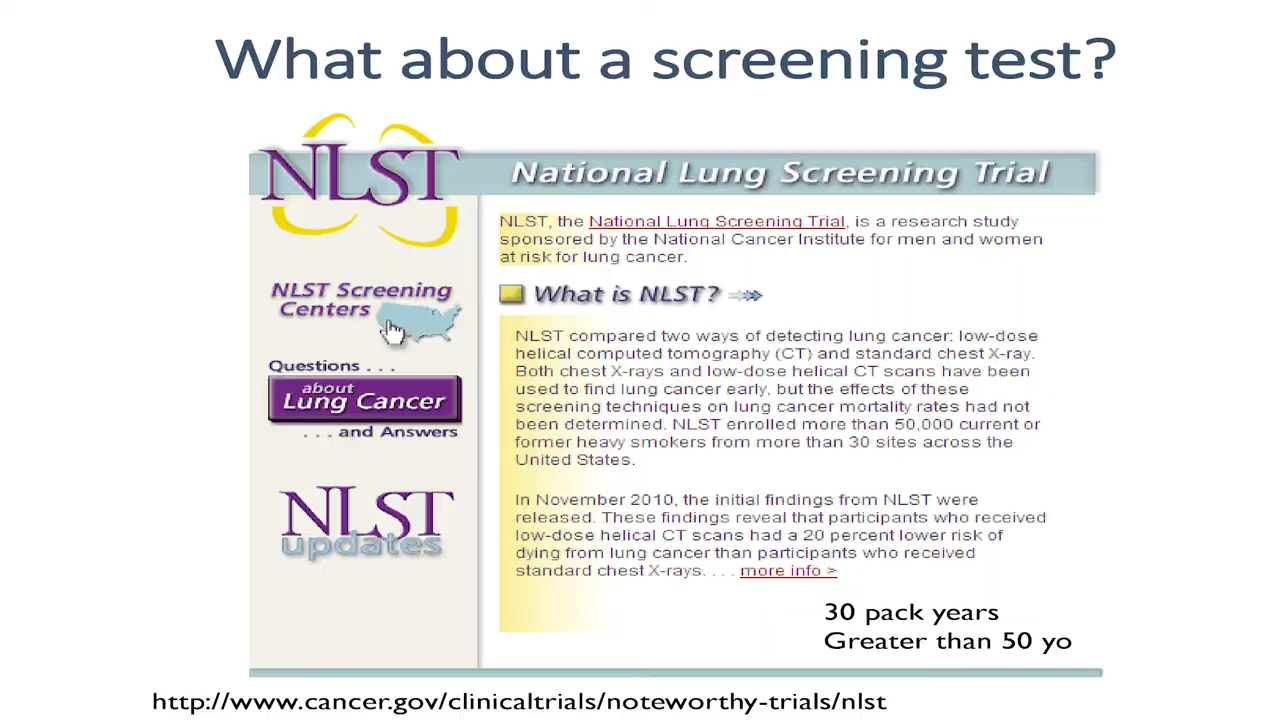 What about a screening test?
NLST
National Lung Screening Trial
NLST, the National Lung Screening Trial, is a research study
sponsored by the National Cancer Institute for men and women
at risk for lung cancer.
NLST Screening
Centers
What is NLST?
Questions . . .
about
Lung Cancer
. . . and Answers
NLST
updates
NLST compared two ways of detecting lung cancer: low-dose
helical computed tomography (CT) and standard chest X-ray.
Both chest X-rays and low-dose helical CT scans have been
used to find lung cancer early, but the effects of these
screening techniques on lung cancer mortality rates had not
been determined. NLST enrolled more than 50,000 current or
former heavy smokers from more than 30 sites across the
United States.
In November 2010, the initial findings from NLST were
released. These findings reveal that participants who received
low-dose helical CT scans had a 20 percent lower risk of
dying from lung cancer than participants who received
standard chest X-rays. . . . more info >
30 pack years
Greater than 50 yo
http://www.cancer.gov/clinicaltrials/noteworthy-trials/nlst